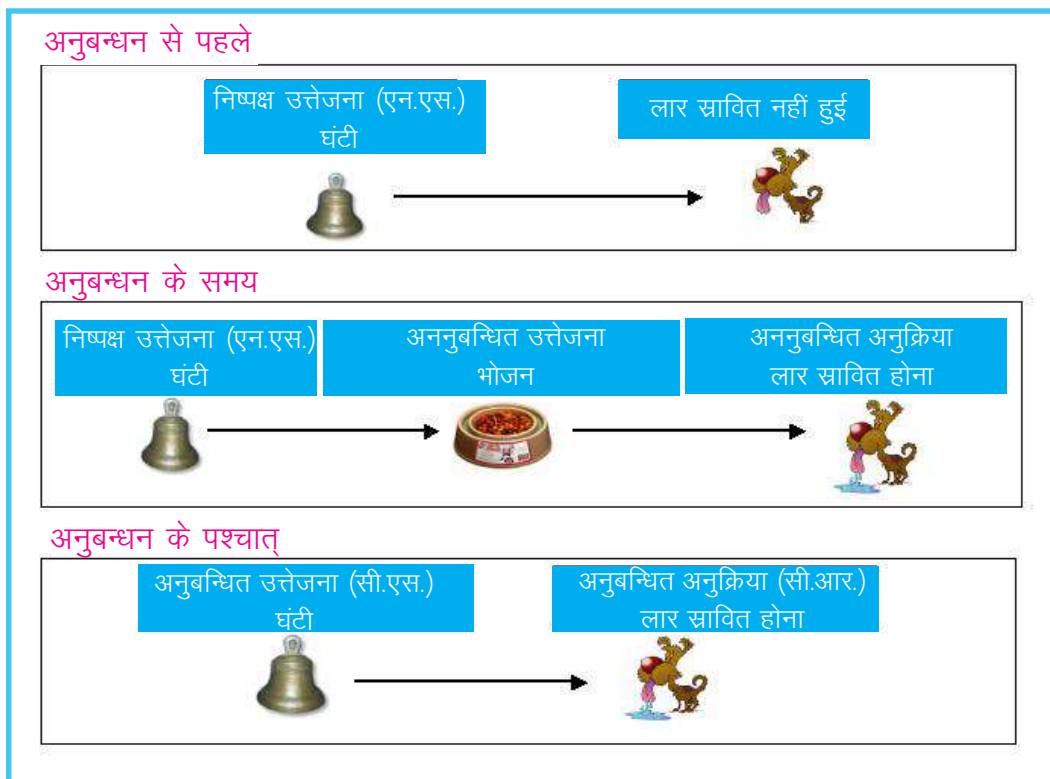 अनुबन्धन से पहले
निष्पक्ष उत्तेजना (एन.एस.)
घंटी
लार स्रावित नहीं हुई
अनुबन्धन के समय
निष्पक्ष उत्तेजना (एन.एस.)
घंटी
अननुबन्धित उत्तेजना
भोजन
अननुबन्धित अनुक्रिया
लार स्रावित होना
अनुबन्धन के पश्चात्
अनुबन्धित उत्तेजना (सी.एस.)
घंटी
अनुबन्धित अनुक्रिया (सी.आर.)
लार स्रावित होना